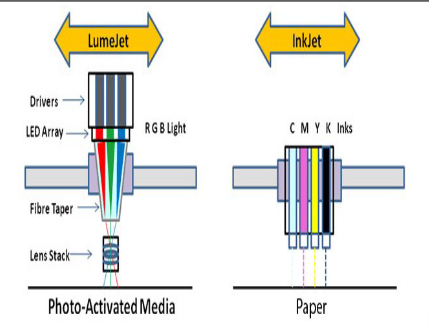 LumeJet
InkJet
Drivers
LED Array
R G B Light
C M Y K Inks
Fibre Taper
Lens Stack
Photo-Activated Media
Paper